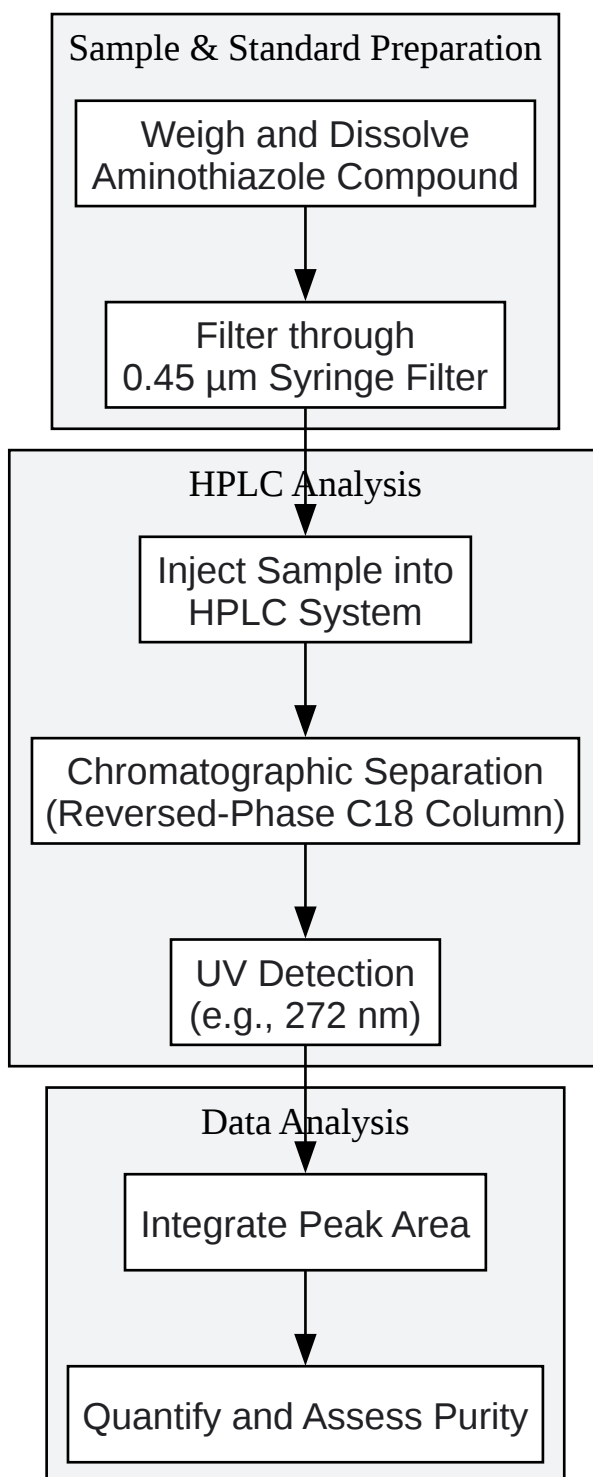 Sample & Standard Preparation
Weigh and Dissolve
Aminothiazole Compound
Filter through
0.45 µm Syringe Filter
HPLC Analysis
Inject Sample into
HPLC System
Chromatographic Separation
(Reversed-Phase C18 Column)
UV Detection
(e.g., 272 nm)
Data Analysis
Integrate Peak Area
Quantify and Assess Purity